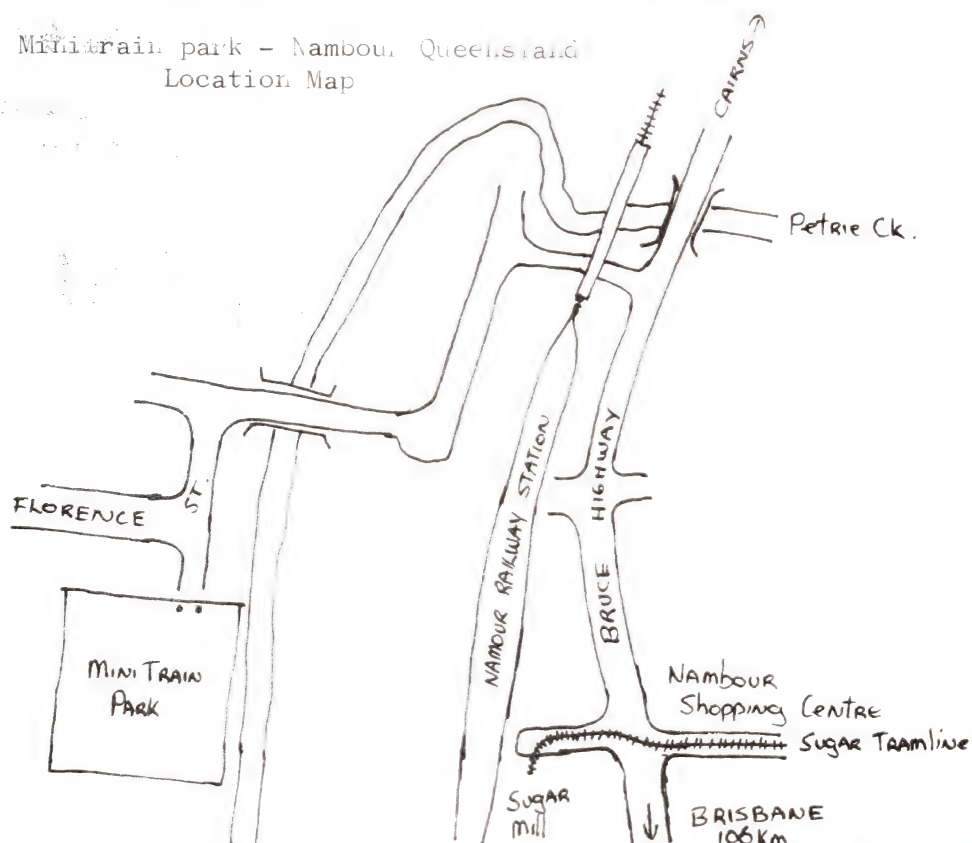 Minitrain park - Nambour Queensland
Location Map
CAIRNS
Petrie Ck.
FLORENCE ST.
NAMOUR RAILWAY STATION
BRUCE HIGHWAY
MINI TRAIN
PARK
NAMBOUR
Shopping CENTRE
SUGAR TRAMLINE
SUGAR
Mill
BRISBANE
106Km